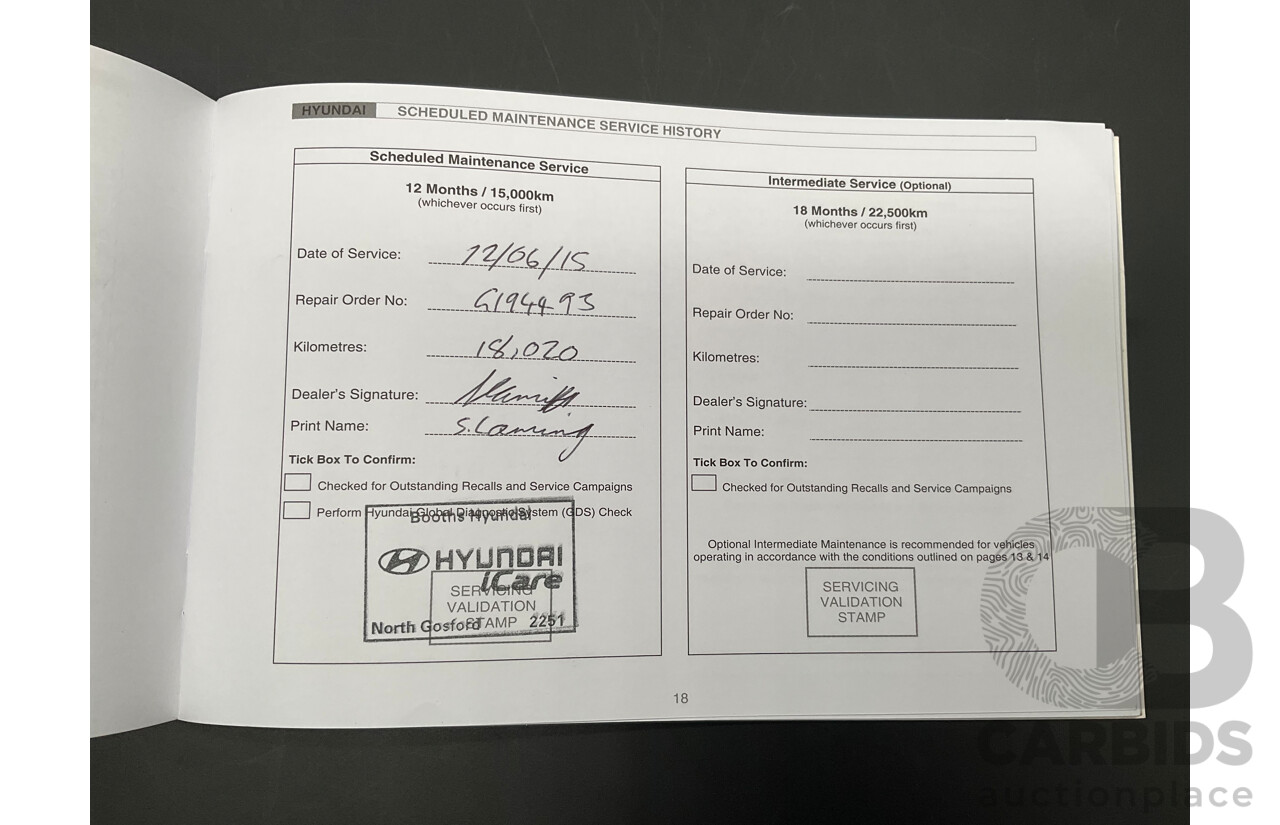 HYUNDAI SCHEDULED MAINTENANCE SERVICE HISTORY
Scheduled Maintenance Service
12 Months / 15,000km
(whichever occurs first)
Date of Service: 12/06/15
Repair Order No: G194493
Kilometres: 18,020
Dealer's Signature:
Print Name: S. Laming
Tick Box To Confirm:
Checked for Outstanding Recalls and Service Campaigns
Perform Hyundai Global Diagnostic System (GDS) Check
Booths Hyundai
HYUNDAI
iCare
SERVICING
VALIDATION
STAMP
North Gosford 2251
Intermediate Service (Optional)
18 Months / 22,500km
(whichever occurs first)
Date of Service:
Repair Order No:
Kilometres:
Dealer's Signature:
Print Name:
Tick Box To Confirm:
Checked for Outstanding Recalls and Service Campaigns
Optional Intermediate Maintenance is recommended for vehicles
operating in accordance with the conditions outlined on pages 13 & 14
SERVICING
VALIDATION
STAMP
18
CARBIDS
auctionplace